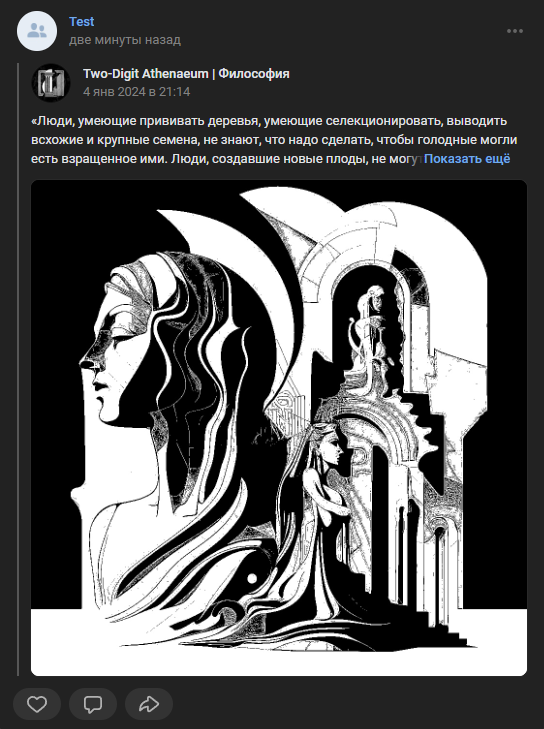 Test
две минуты назад
Two-Digit Athenaeum | Философия
4 янв 2024 в 21:14
«Люди, умеющие прививать деревья, умеющие селекционировать, выводить
всхожие и крупные семена, не знают, что надо сделать, чтобы голодные могли
есть взращенное ими. Люди, создавшие новые плоды, не могу Показать ещё